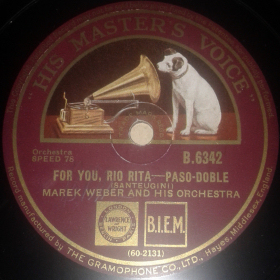 "HIS MASTER'S VOICE"
Orchestra
SPEED 78
B.6342
FOR YOU, RIO RITA—PASO-DOBLE
(SANTEUGINI)
MAREK WEBER AND HIS ORCHESTRA
LAWRENCE
WRIGHT
B.I.E.M.
(60-2131)
manufactured by THE GRAMOPHONE CO., LTD., Hayes, Middlesex, England